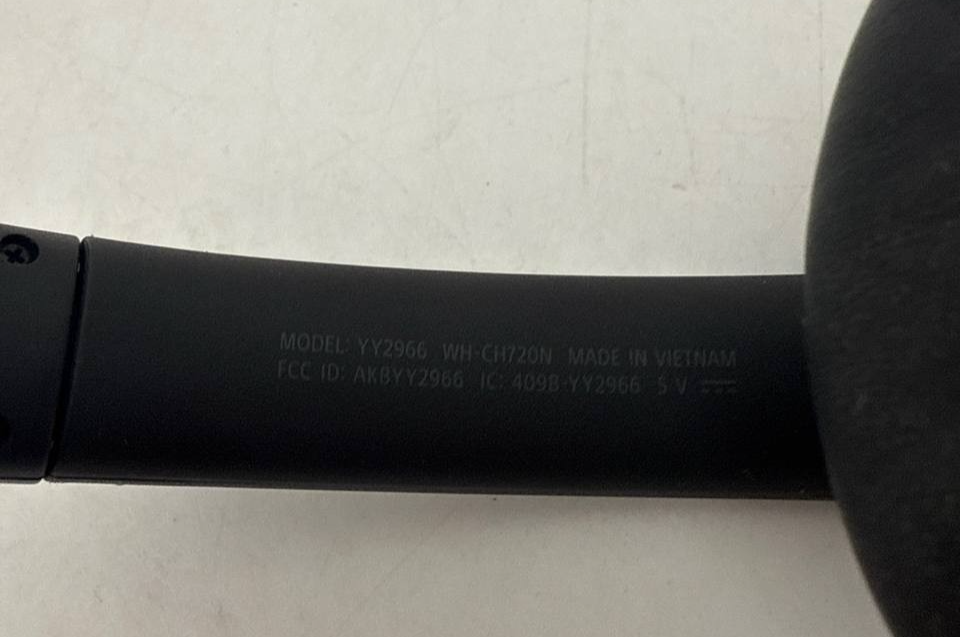 MODEL: YY2966 WH-CH720N MADE IN VIETNAM
FCC ID: AK8YY2966 IC: 409B-YY2966 5 V ⎓